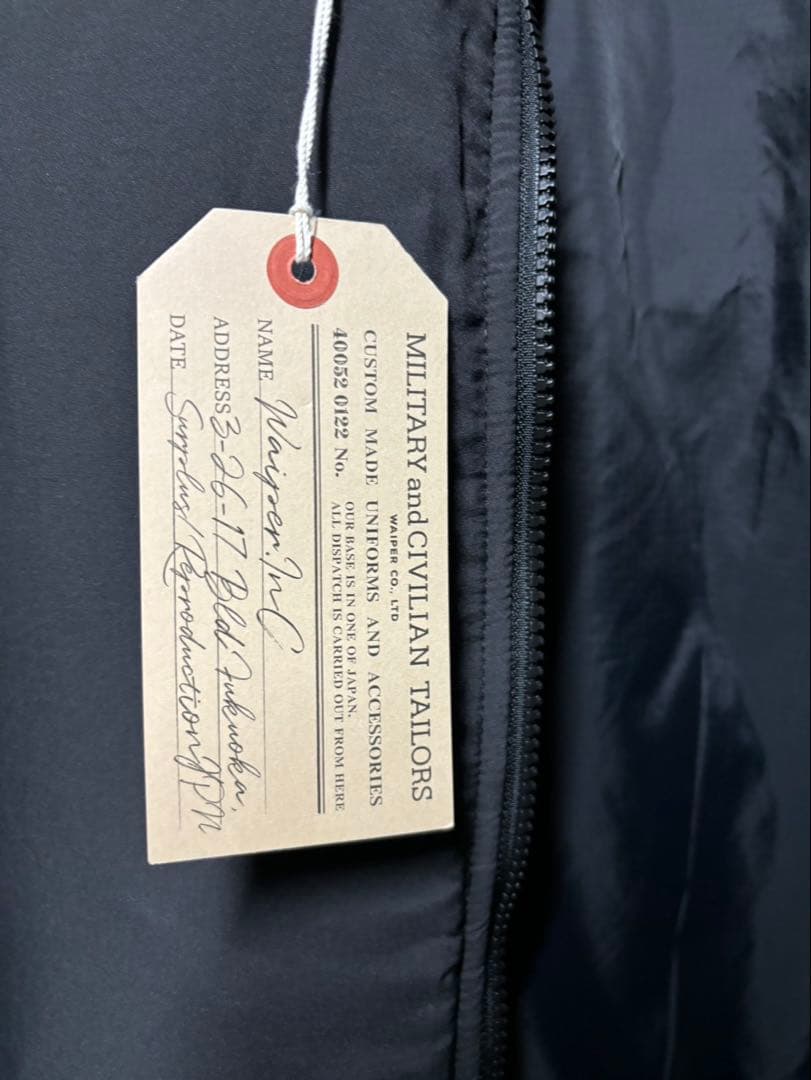 MILITARY and CIVILIAN TAILORS
WAIPER CO., LTD
CUSTOM MADE UNIFORMS AND ACCESSORIES
40052 0122 No.
OUR BASE IS IN ONE OF JAPAN.
ALL DISPATCH IS CARRIED OUT FROM HERE
NAME Waiper.InC
ADDRESS 3-26-17 Bld Fukuoka,
DATE Surplus/Reproduction JPN